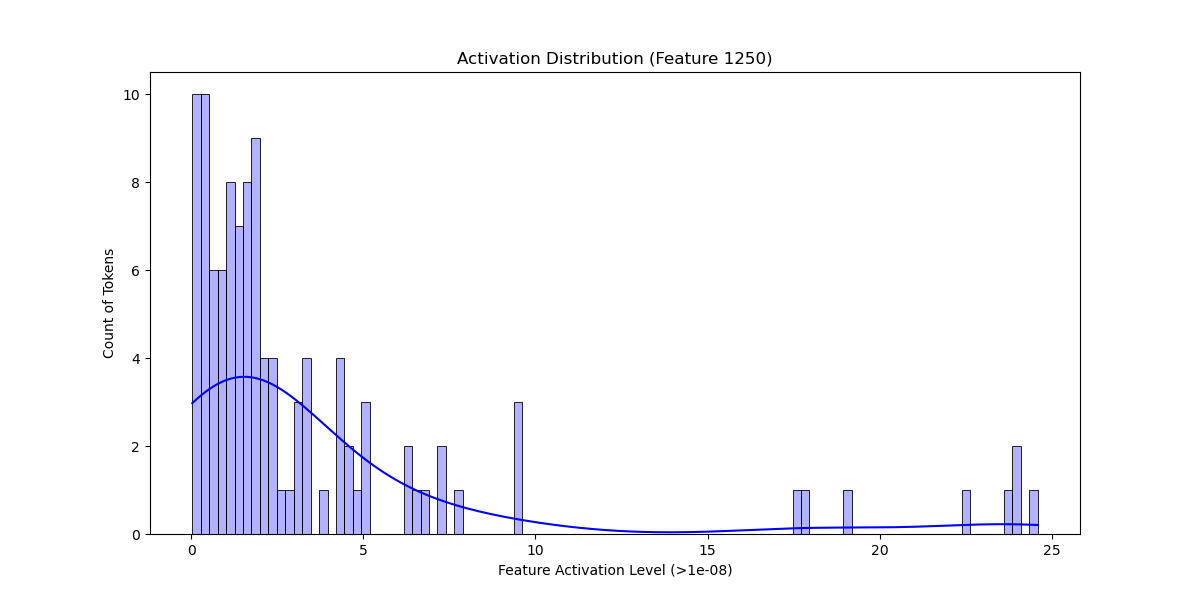 Activation Distribution (Feature 1250)
10
8
6
4
2
0
Count of Tokens
0 5 10 15 20 25
Feature Activation Level (>1e-08)